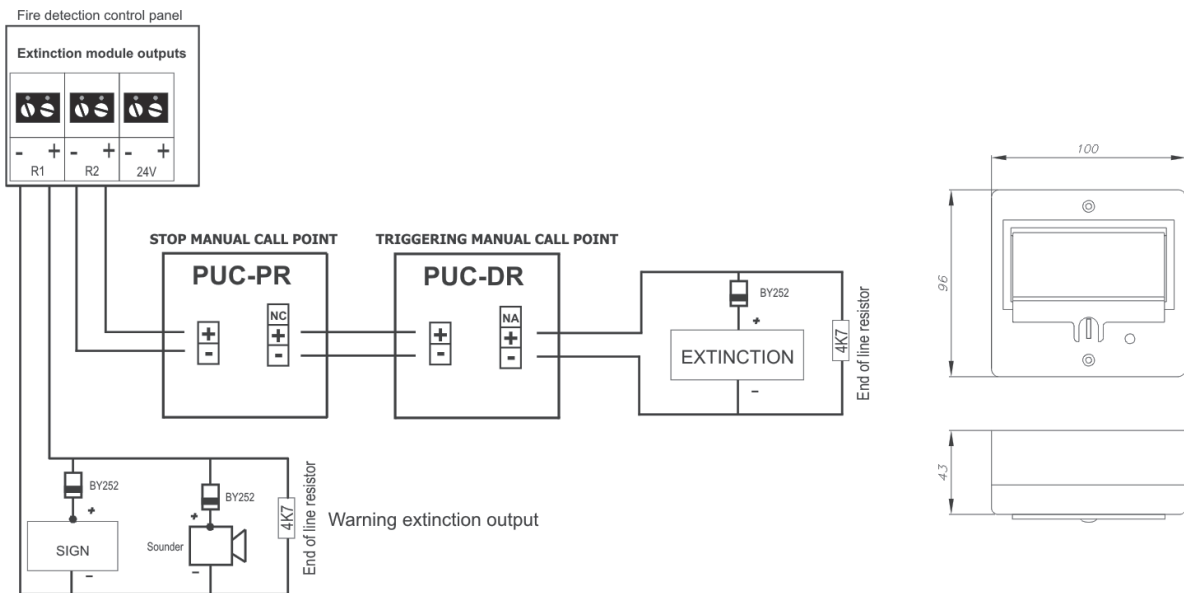 Fire detection control panel
Extinction module outputs
- + - + - +
R1 R2 24V
STOP MANUAL CALL POINT
PUC-PR
+
-
NC
+
-
TRIGGERING MANUAL CALL POINT
PUC-DR
+
-
NA
+
-
BY252
+
EXTINCTION
-
4K7
End of line resistor
BY252
+
SIGN
-
BY252
+
Sounder
-
4K7
End of line resistor
Warning extinction output
100
96
43